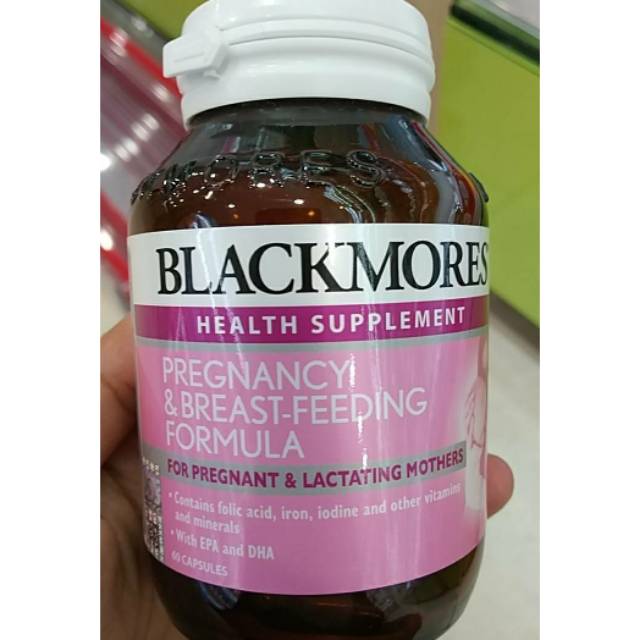 BLACKMORES
HEALTH SUPPLEMENT
PREGNANCY
& BREAST-FEEDING
FORMULA
FOR PREGNANT & LACTATING MOTHERS
• Contains folic acid, iron, iodine and other vitamins
and minerals
• With EPA and DHA
60 CAPSULES